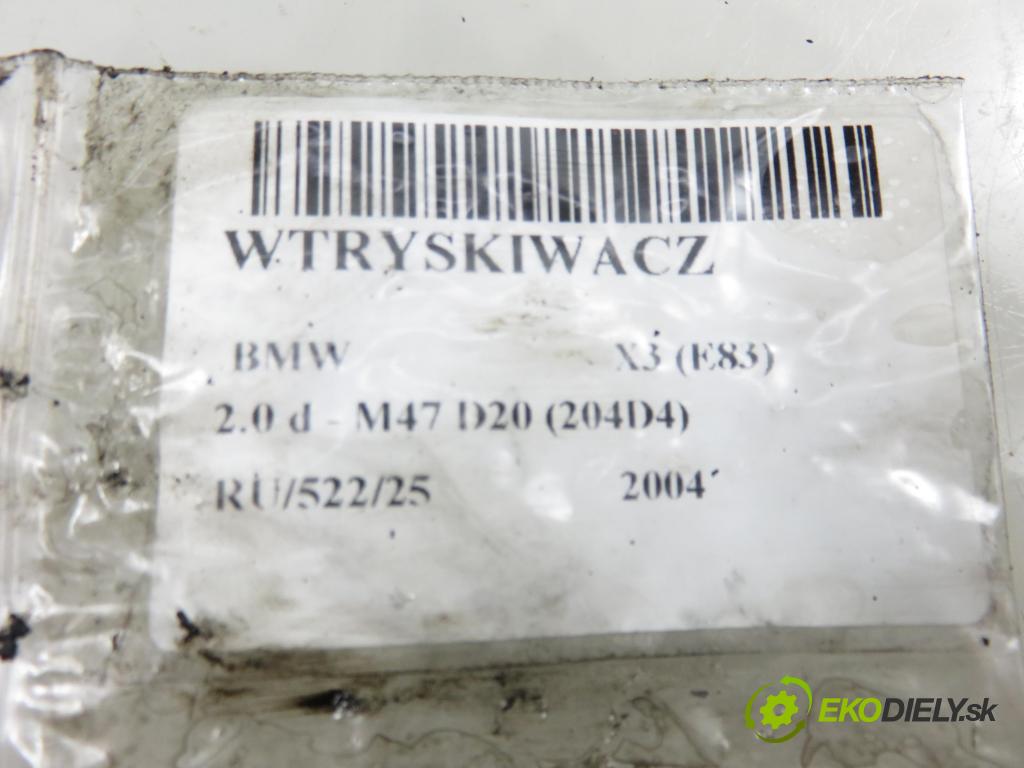 WTRYSKIWACZ
BMW X3 (E83)
2.0 d - M47 D20 (204D4)
RU/522/25 2004
EKODIELY.sk